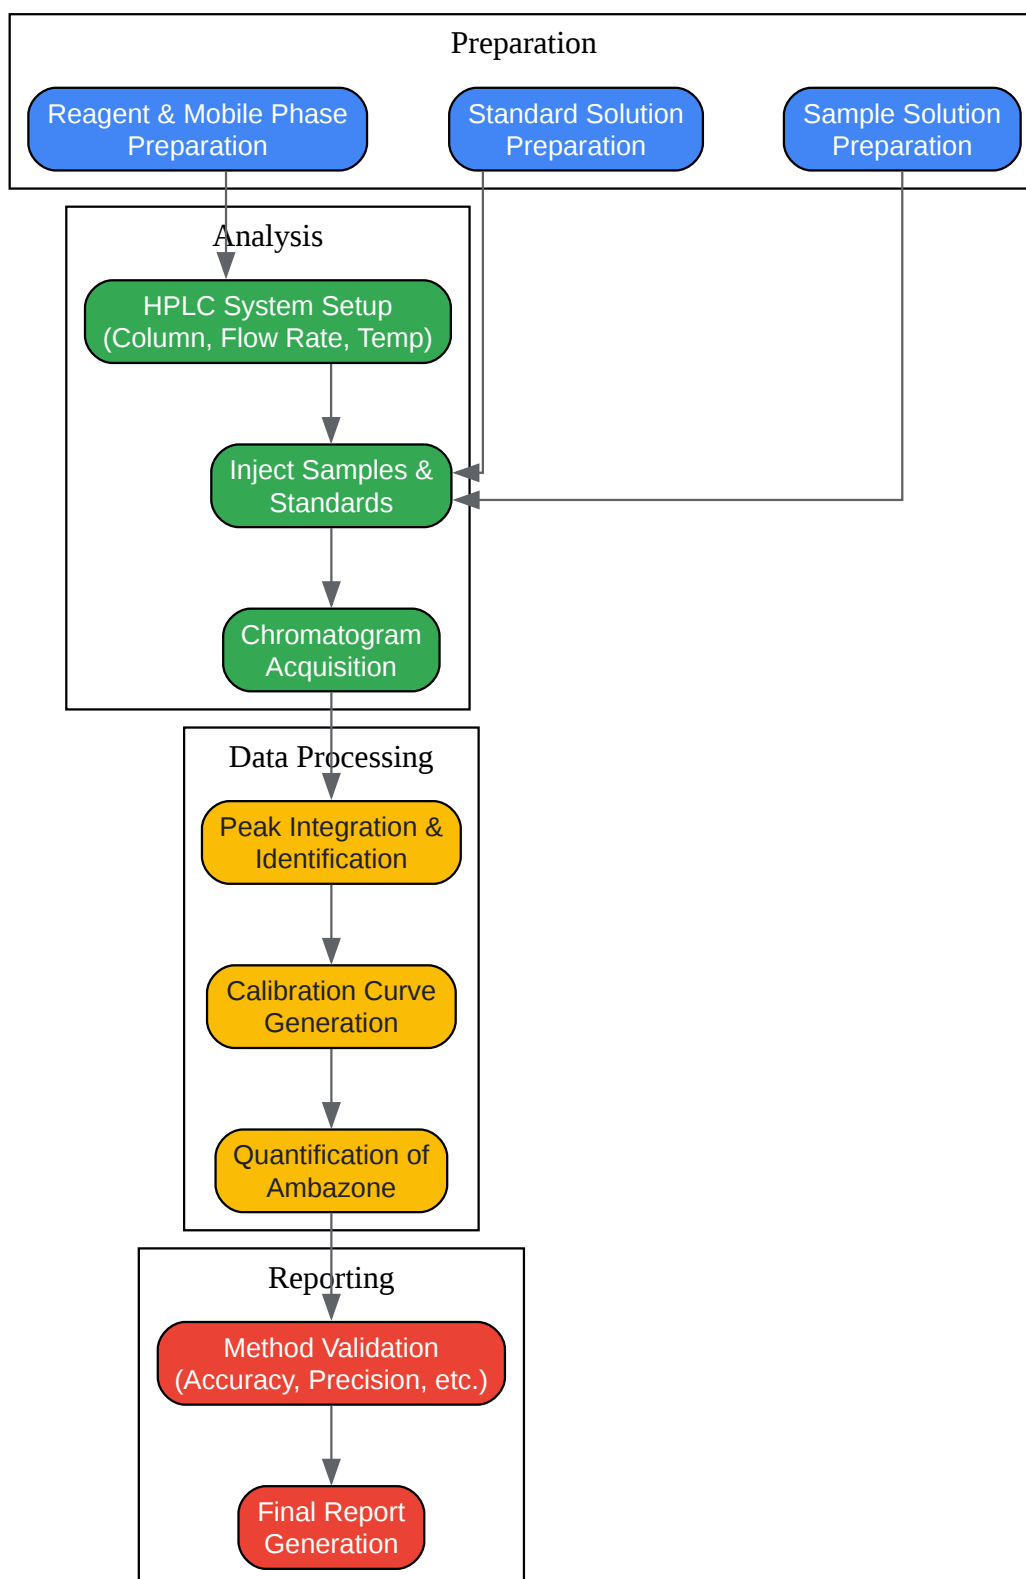 Preparation
Reagent & Mobile Phase
Preparation
Standard Solution
Preparation
Sample Solution
Preparation
Analysis
HPLC System Setup
(Column, Flow Rate, Temp)
Inject Samples &
Standards
Chromatogram
Acquisition
Data Processing
Peak Integration &
Identification
Calibration Curve
Generation
Quantification of
Ambazone
Reporting
Method Validation
(Accuracy, Precision, etc.)
Final Report
Generation